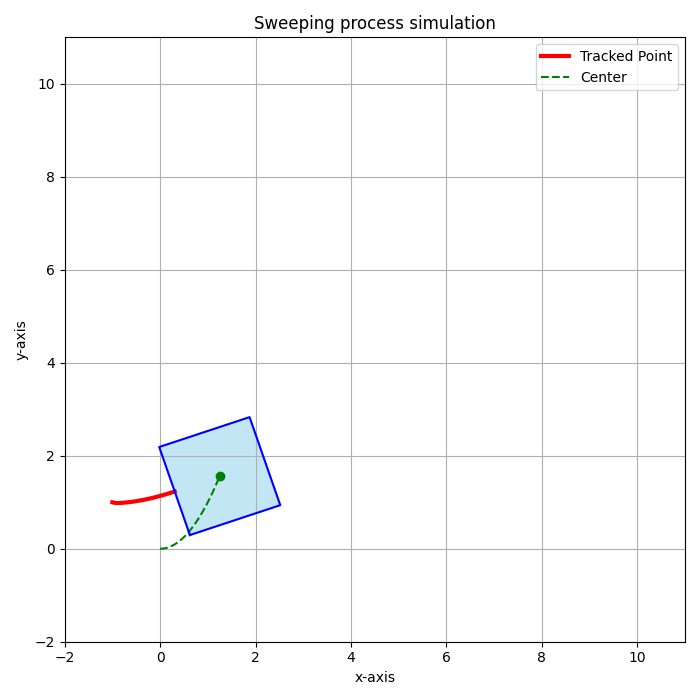 Sweeping process simulation
Tracked Point
Center
10
8
6
4
2
0
−2
−2 0 2 4 6 8 10
y-axis
x-axis